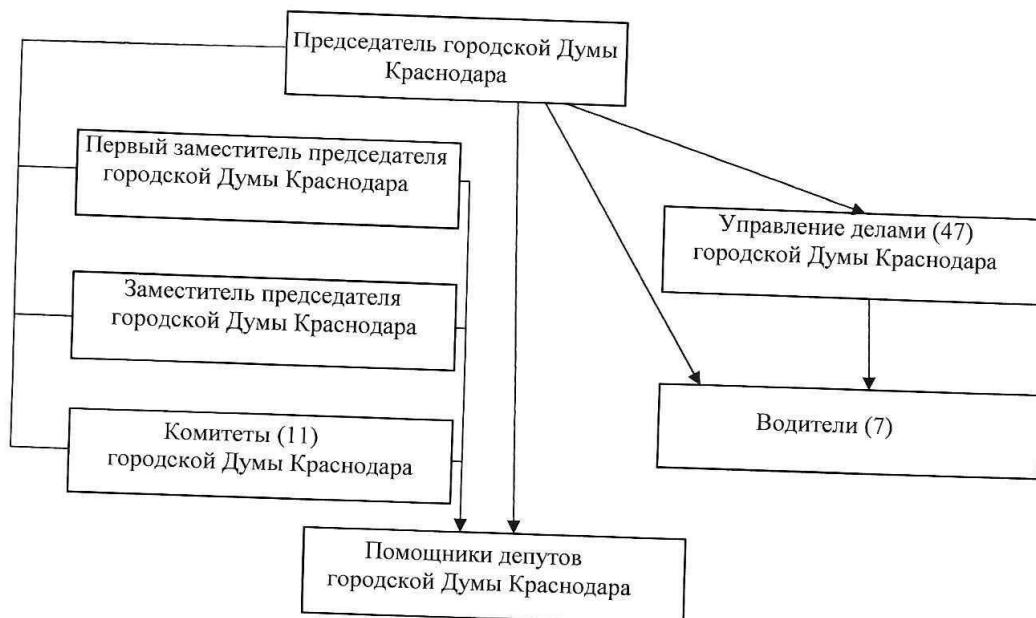 Председатель городской Думы
Краснодара
Первый заместитель председателя
городской Думы Краснодара
Управление делами (47)
городской Думы Краснодара
Заместитель председателя
городской Думы Краснодара
Водители (7)
Комитеты (11)
городской Думы Краснодара
Помощники депутов
городской Думы Краснодара